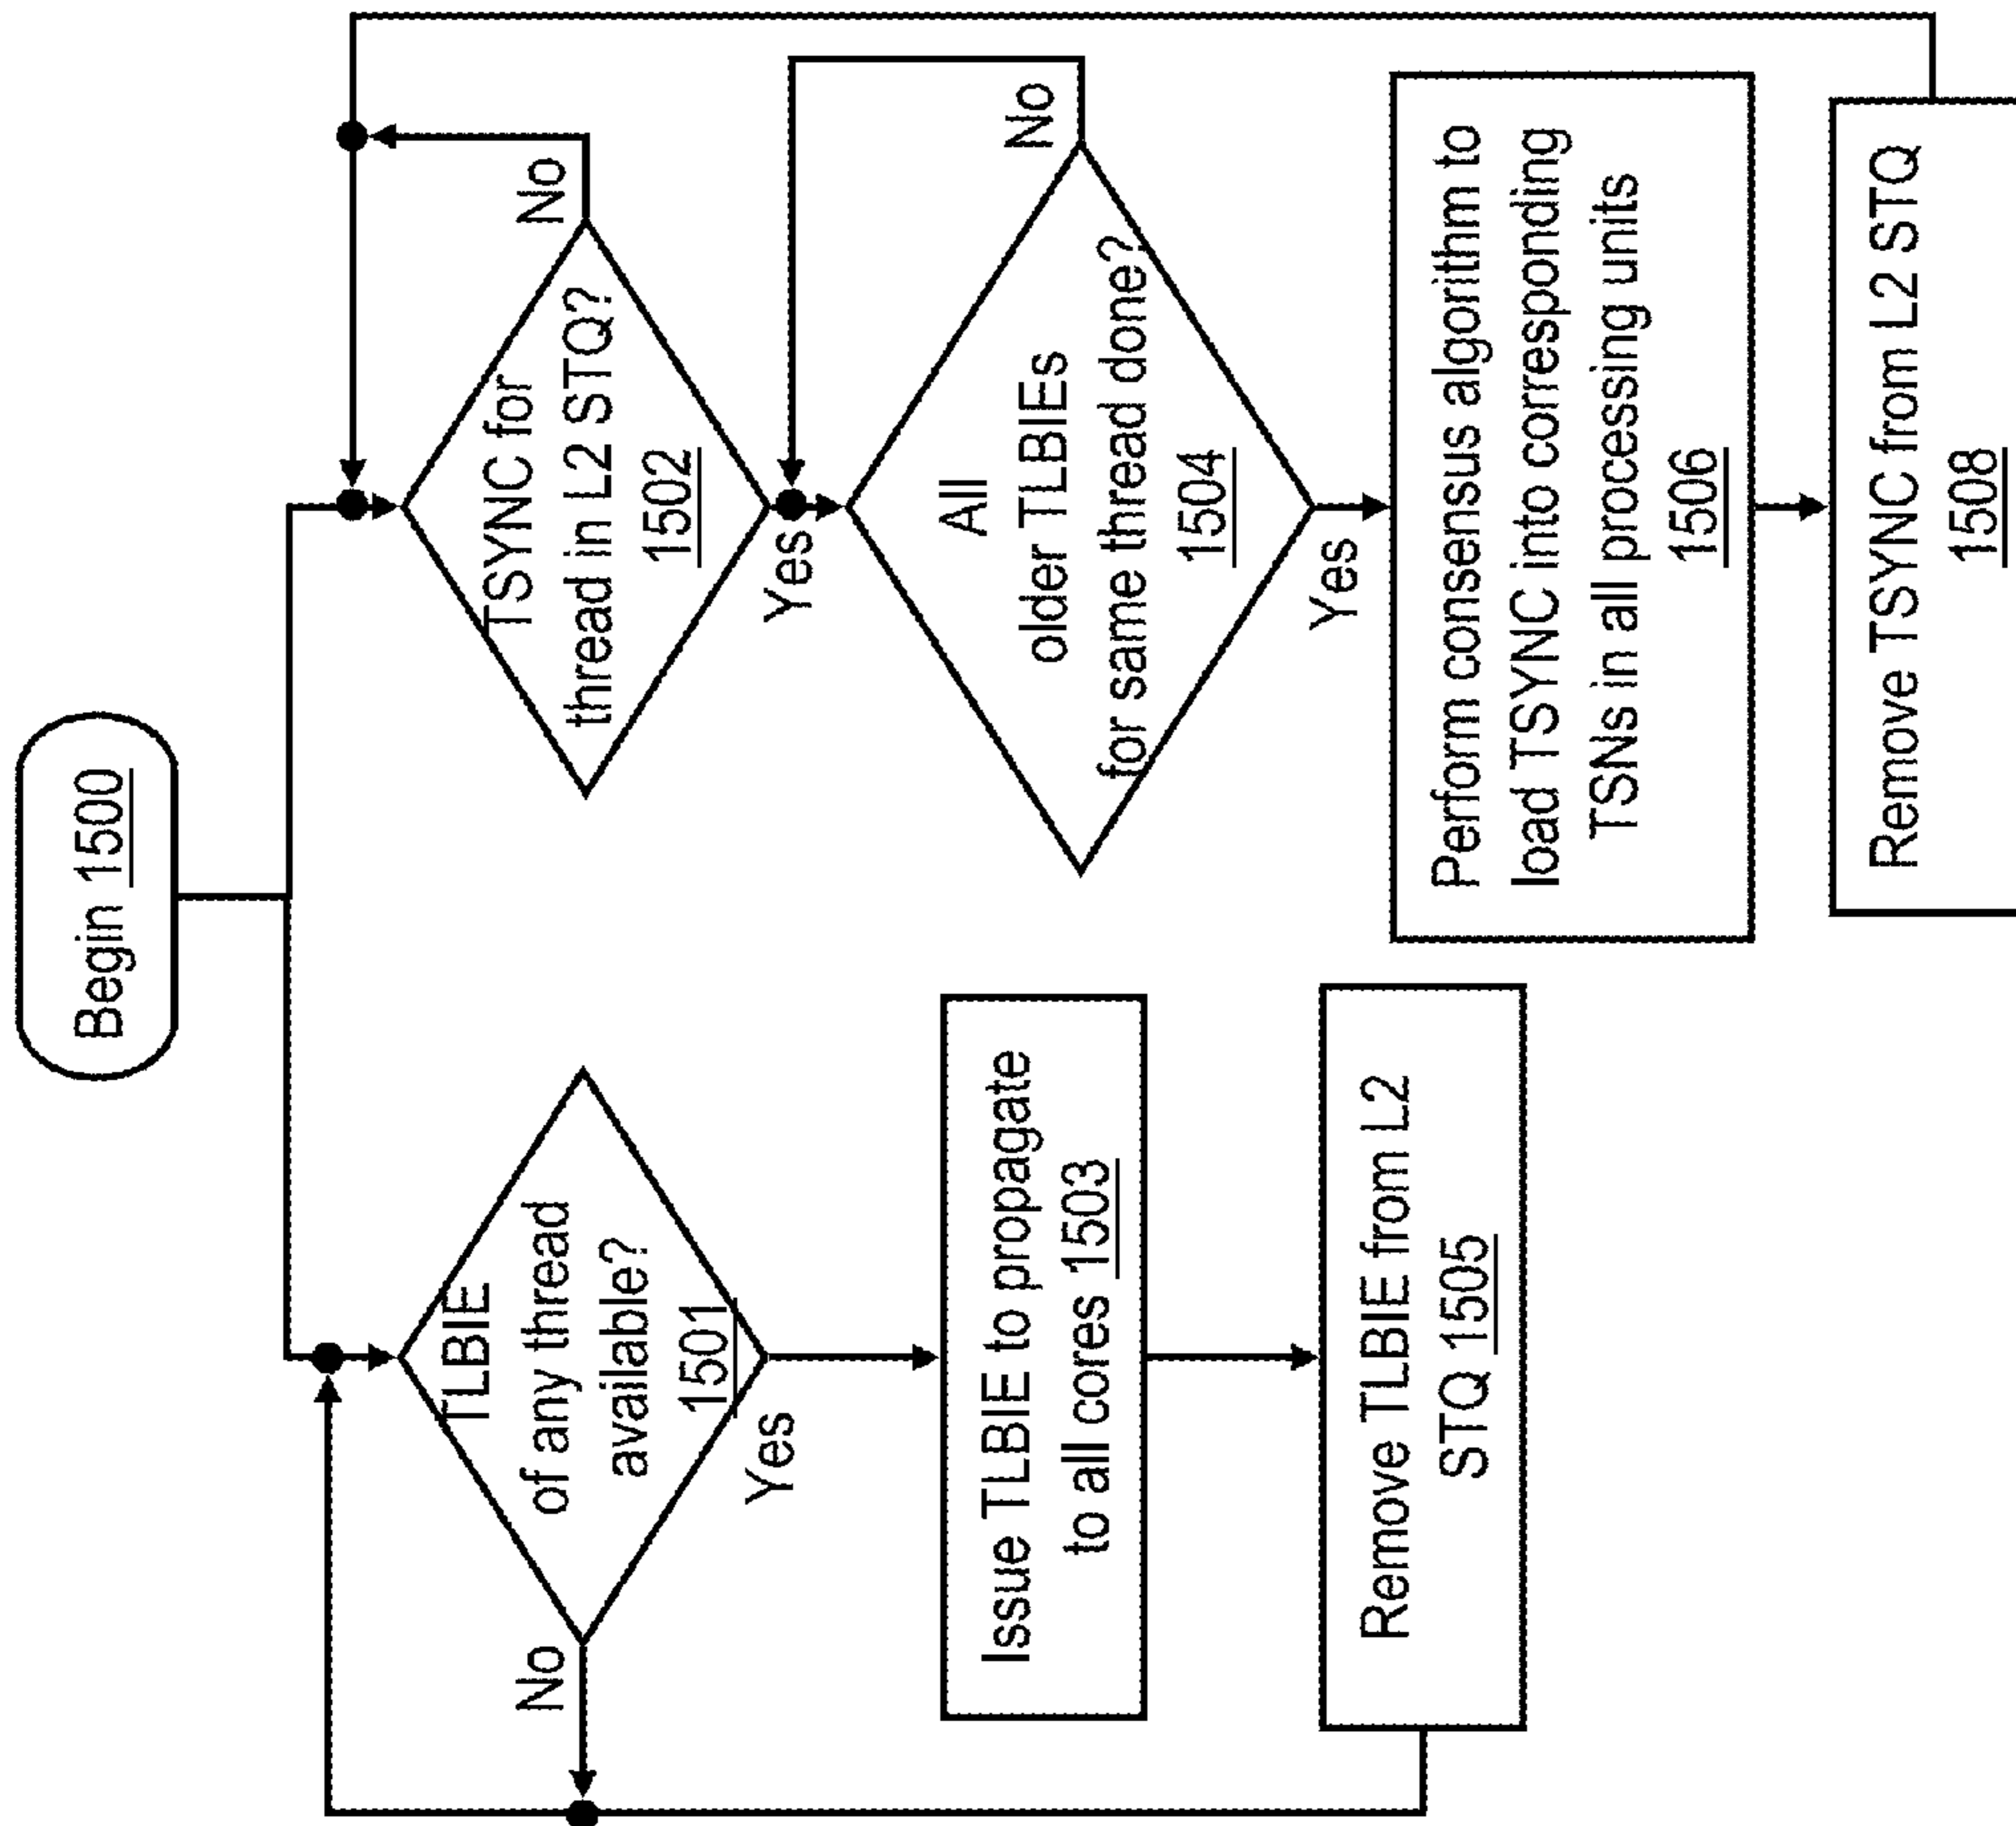 Begin 1500
TLBIE
of any thread
available?
1501
No
Yes
Issue TLBIE to propagate
to all cores 1503
Remove TLBIE from L2
STQ 1505
TSYNC for
thread in L2 STQ?
1502
No
Yes
All
older TLBIEs
for same thread done?
1504
No
Yes
Perform consensus algorithm to
load TSYNC into corresponding
TSNs in all processing units
1506
Remove TSYNC from L2 STQ
1508